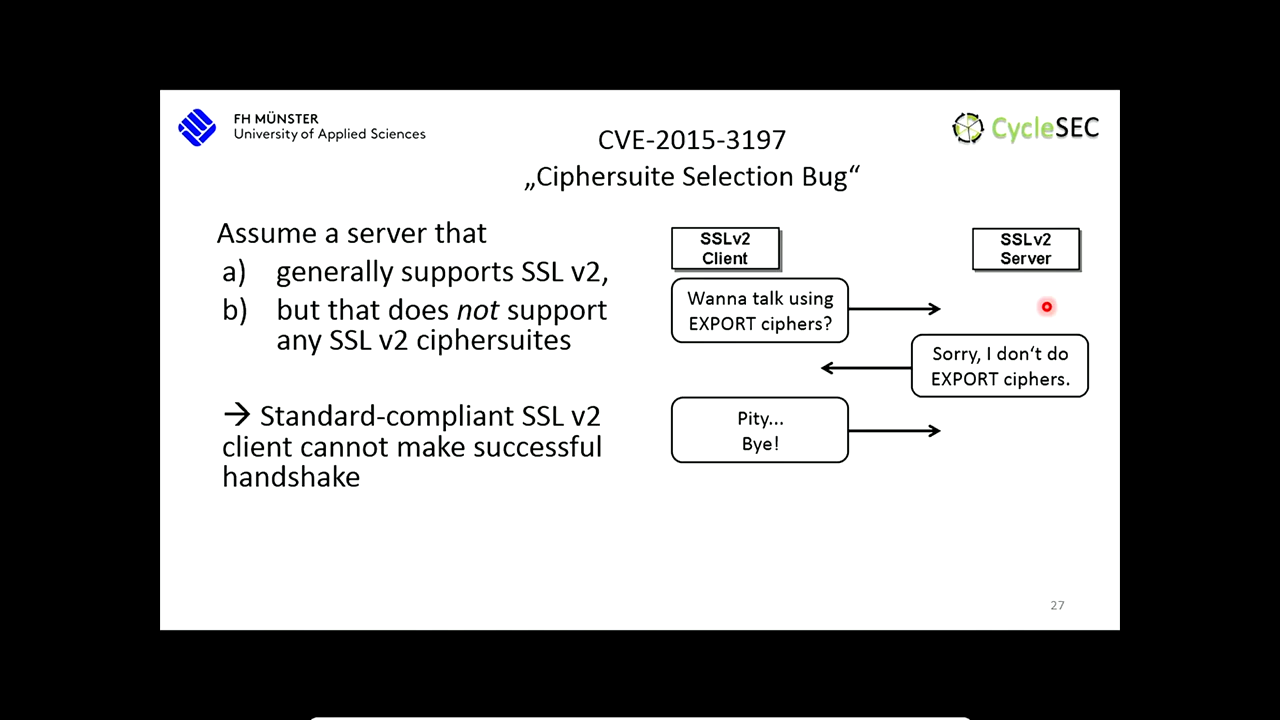 FH MÜNSTER
University of Applied Sciences
CycleSEC
CVE-2015-3197
„Ciphersuite Selection Bug“
Assume a server that
a) generally supports SSL v2,
b) but that does not support
any SSL v2 ciphersuites
→ Standard-compliant SSL v2
client cannot make successful
handshake
SSLv2
Client
SSLv2
Server
Wanna talk using
EXPORT ciphers?
Sorry, I don‘t do
EXPORT ciphers.
Pity...
Bye!
27